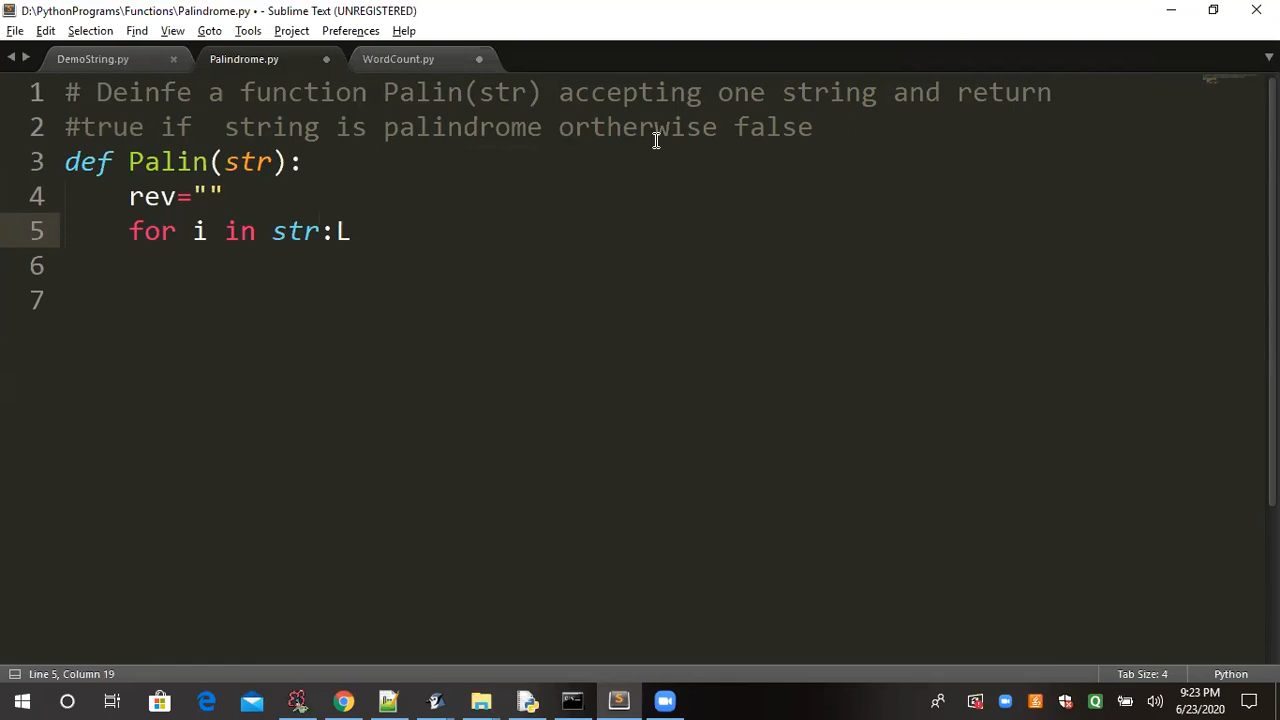 D:\PythonPrograms\Functions\Palindrome.py • - Sublime Text (UNREGISTERED)
File Edit Selection Find View Goto Tools Project Preferences Help
DemoString.py Palindrome.py WordCount.py
1 # Deinfe a function Palin(str) accepting one string and return
2 #true if  string is palindrome ortherwise false
3 def Palin(str):
4     rev=""
5     for i in str:L
6
7
Line 5, Column 19 Tab Size: 4 Python
9:23 PM
6/23/2020